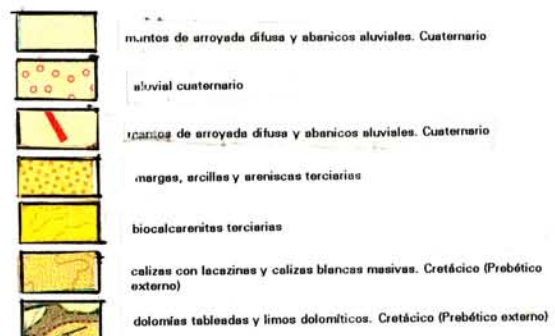 mantos de arroyada difusa y abanicos aluviales. Cuaternario
aluvial cuaternario
mantos de arroyada difusa y abanicos aluviales. Cuaternario
margas, arcillas y areniscas terciarias
biocalcarenitas terciarias
calizas con lacazinas y calizas blancas masivas. Cretácico (Prebético
externo)
dolomías tableadas y limos dolomíticos. Cretácico (Prebético externo)